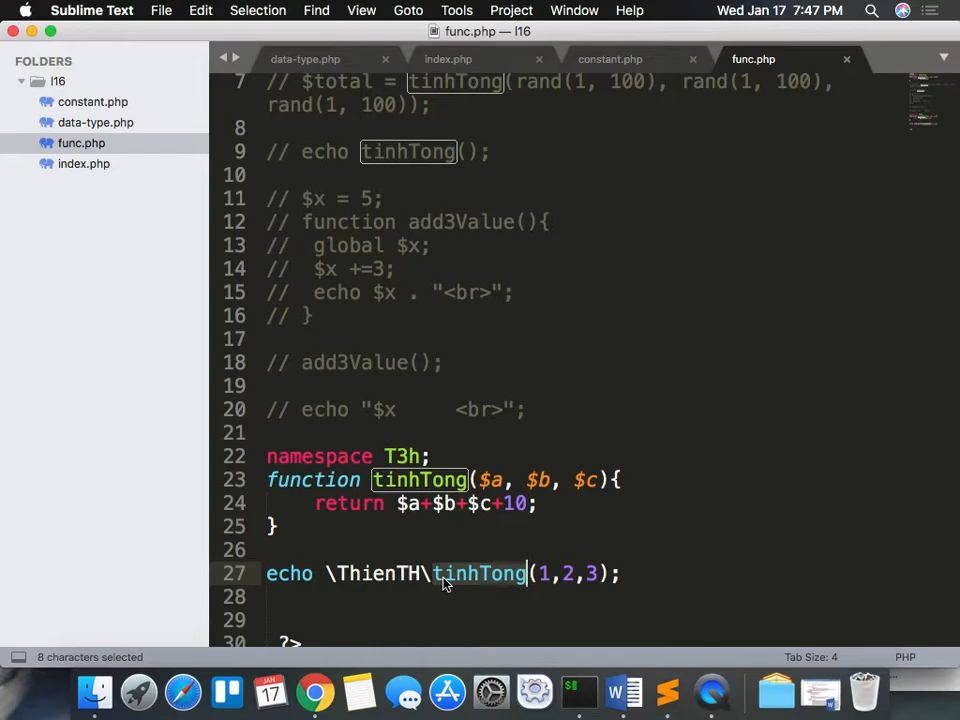 Sublime Text File Edit Selection Find View Goto Tools Project Window Help Wed Jan 17 7:47 PM
func.php — l16
FOLDERS
l16
constant.php
data-type.php
func.php
index.php
data-type.php index.php constant.php func.php
7 // $total = tinhTong(rand(1, 100), rand(1, 100),
rand(1, 100));
8
9 // echo tinhTong();
10
11 // $x = 5;
12 // function add3Value(){
13 // global $x;
14 // $x +=3;
15 // echo $x . "<br>";
16 // }
17
18 // add3Value();
19
20 // echo "$x <br>";
21
22 namespace T3h;
23 function tinhTong($a, $b, $c){
24 return $a+$b+$c+10;
25 }
26
27 echo \ThienTH\tinhTong(1,2,3);
28
29
30 ?>
8 characters selected Tab Size: 4 PHP
JAN
17